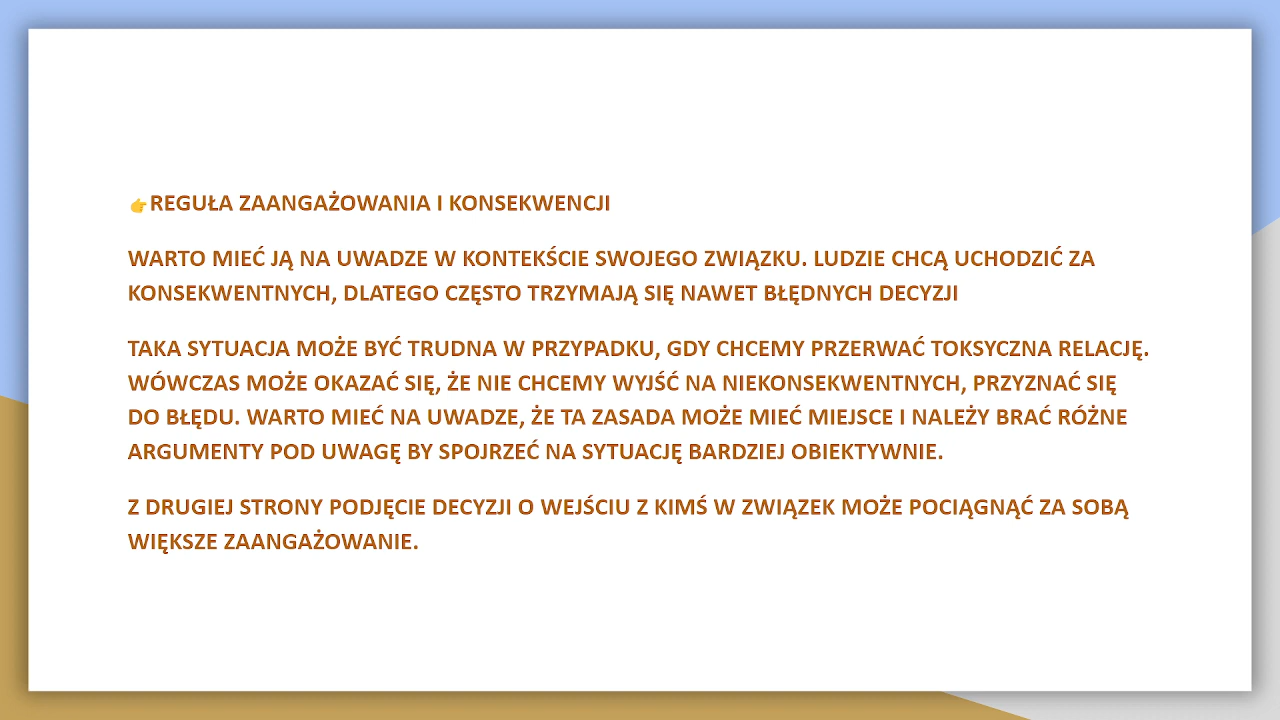 👉REGUŁA ZAANGAŻOWANIA I KONSEKWENCJI
WARTO MIEĆ JĄ NA UWADZE W KONTEKŚCIE SWOJEGO ZWIĄZKU. LUDZIE CHCĄ UCHODZIĆ ZA
KONSEKWENTNYCH, DLATEGO CZĘSTO TRZYMAJĄ SIĘ NAWET BŁĘDNYCH DECYZJI
TAKA SYTUACJA MOŻE BYĆ TRUDNA W PRZYPADKU, GDY CHCEMY PRZERWAĆ TOKSYCZNA RELACJĘ.
WÓWCZAS MOŻE OKAZAĆ SIĘ, ŻE NIE CHCEMY WYJŚĆ NA NIEKONSEKWENTNYCH, PRZYZNAĆ SIĘ
DO BŁĘDU. WARTO MIEĆ NA UWADZE, ŻE TA ZASADA MOŻE MIEĆ MIEJSCE I NALEŻY BRAĆ RÓŻNE
ARGUMENTY POD UWAGĘ BY SPOJRZEĆ NA SYTUACJĘ BARDZIEJ OBIEKTYWNIE.
Z DRUGIEJ STRONY PODJĘCIE DECYZJI O WEJŚCIU Z KIMŚ W ZWIĄZEK MOŻE POCIĄGNĄĆ ZA SOBĄ
WIĘKSZE ZAANGAŻOWANIE.